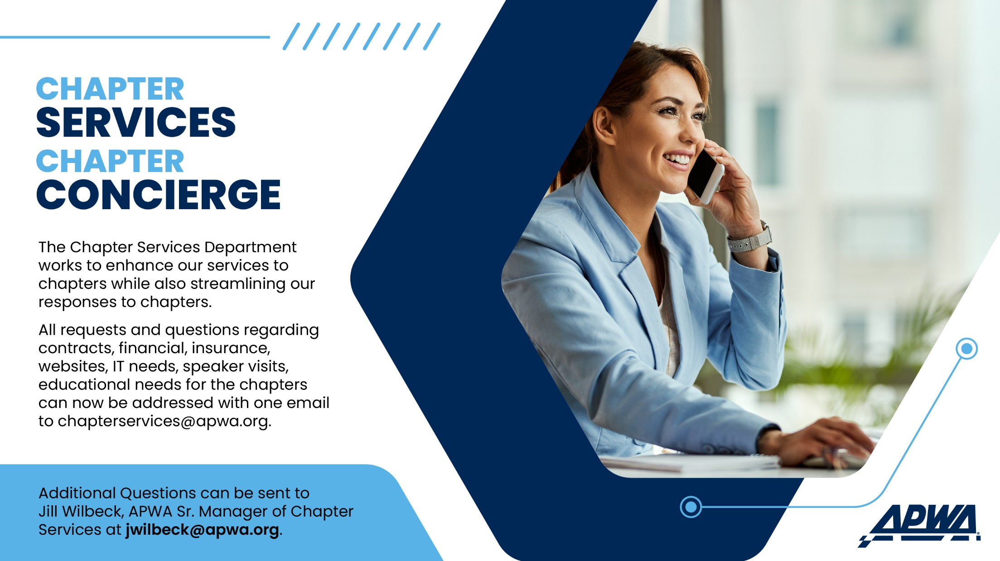 CHAPTER
SERVICES
CHAPTER
CONCIERGE
The Chapter Services Department
works to enhance our services to
chapters while also streamlining our
responses to chapters.
All requests and questions regarding
contracts, financial, insurance,
websites, IT needs, speaker visits,
educational needs for the chapters
can now be addressed with one email
to chapterservices@apwa.org.
Additional Questions can be sent to
Jill Wilbeck, APWA Sr. Manager of Chapter
Services at jwilbeck@apwa.org.
APWA®